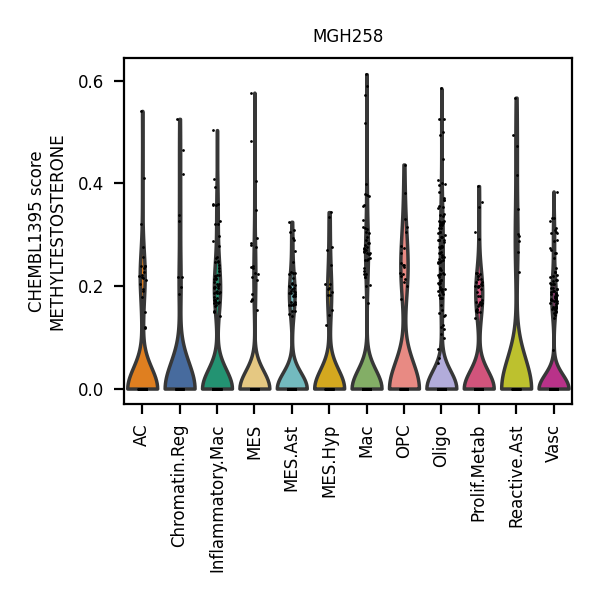 MGH258
CHEMBL1395 score
METHYLTESTOSTERONE
0.6
0.4
0.2
0.0
AC
Chromatin.Reg
Inflammatory.Mac
MES
MES.Ast
MES.Hyp
Mac
OPC
Oligo
Prolif.Metab
Reactive.Ast
Vasc